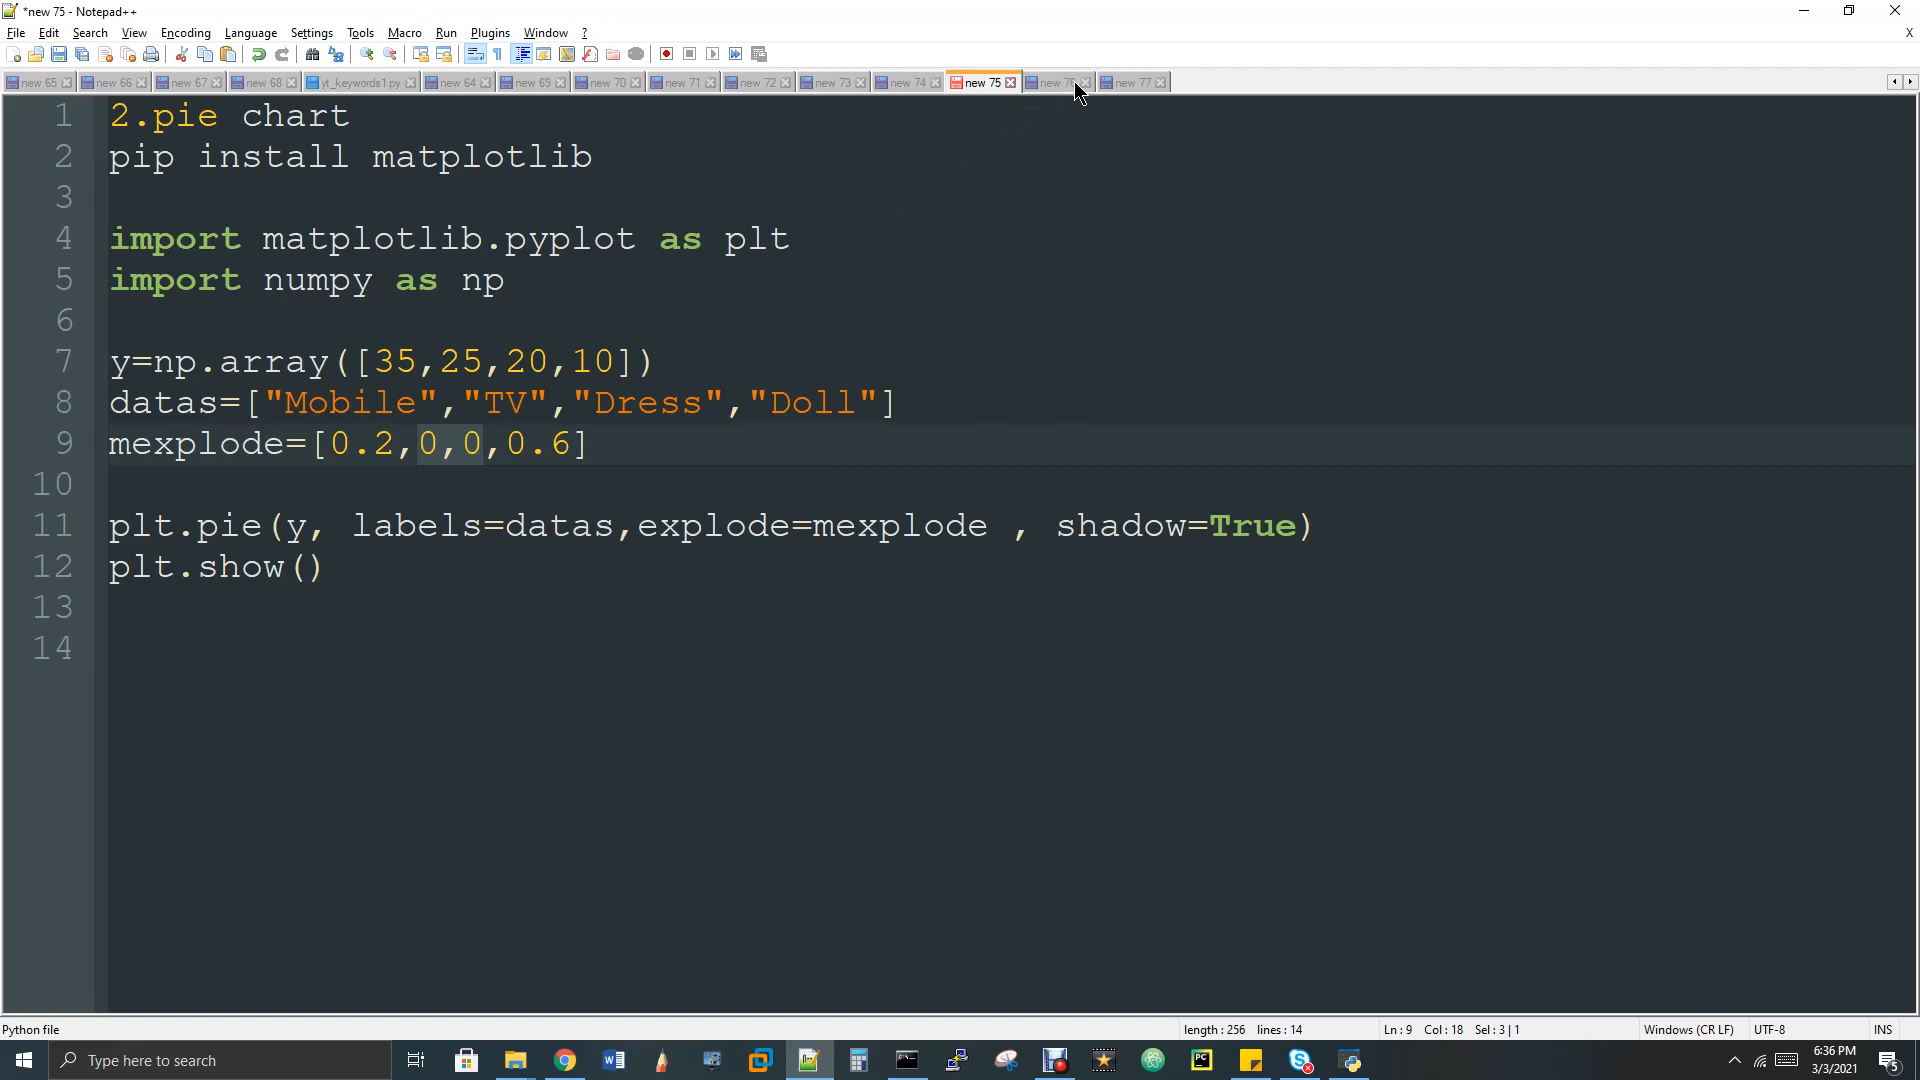 *new 75 - Notepad++
File Edit Search View Encoding Language Settings Tools Macro Run Plugins Window ? X
new 65 new 66 new 67 new 68 yt_keywords1.py new 64 new 69 new 70 new 71 new 72 new 73 new 74 new 75 new 76 new 77
1 2.pie chart
2 pip install matplotlib
3
4 import matplotlib.pyplot as plt
5 import numpy as np
6
7 y=np.array([35,25,20,10])
8 datas=["Mobile","TV","Dress","Doll"]
9 mexplode=[0.2,0,0,0.6]
10
11 plt.pie(y, labels=datas,explode=mexplode , shadow=True)
12 plt.show()
13
14
Python file length : 256 lines : 14 Ln : 9 Col : 18 Sel : 3 | 1 Windows (CR LF) UTF-8 INS
Type here to search 6:36 PM
3/3/2021 5